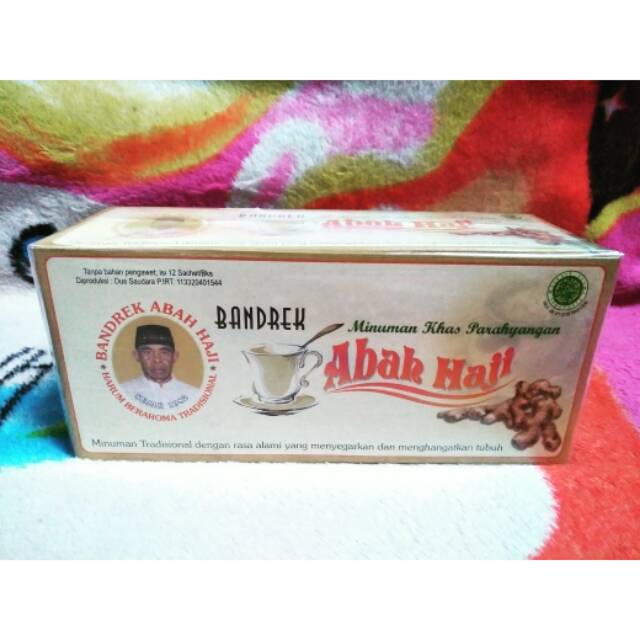 BANDREK
Abah Haji
Tanpa bahan pengawet, isi 12 Sachet/Bks
Diproduksi : Dua Saudara P.IRT. 113320401544
BANDREK ABAH HAJI
HARUM BERAROMA TRADISIONAL
BANDREK
Minuman Khas Parahyangan
Abah Haji
Minuman Tradisional dengan rasa alami yang menyegarkan dan menghangatkan tubuh